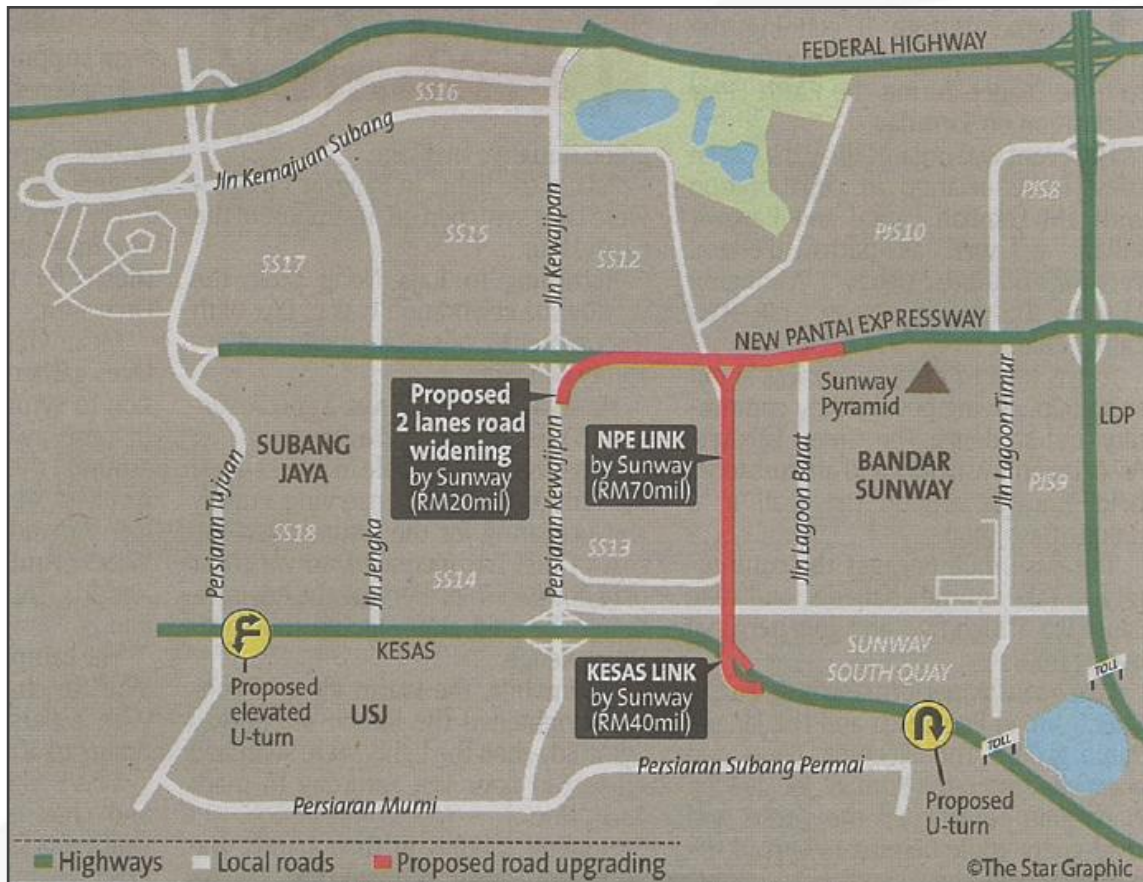 FEDERAL HIGHWAY
SS16
Jln Kemajuan Subang
PJS8
SS15
Jln Kewajipan
PJS10
SS17
SS12
NEW PANTAI EXPRESSWAY
Proposed
2 lanes road
widening
by Sunway
(RM20mil)
Sunway
Pyramid
LDP
SUBANG
JAYA
NPE LINK
by Sunway
(RM70mil)
BANDAR
SUNWAY
Jln Lagoon Timur
Jln Lagoon Barat
PJS9
Persiaran Tujuan
SS18
Jln Jengka
SS14
Persiaran Kewajipan
SS13
KESAS
SUNWAY
SOUTH QUAY
KESAS LINK
by Sunway
(RM40mil)
TOLL
Proposed
elevated
U-turn
USJ
TOLL
Persiaran Subang Permai
Persiaran Murni
Proposed
U-turn
Highways
Local roads
Proposed road upgrading
©The Star Graphic